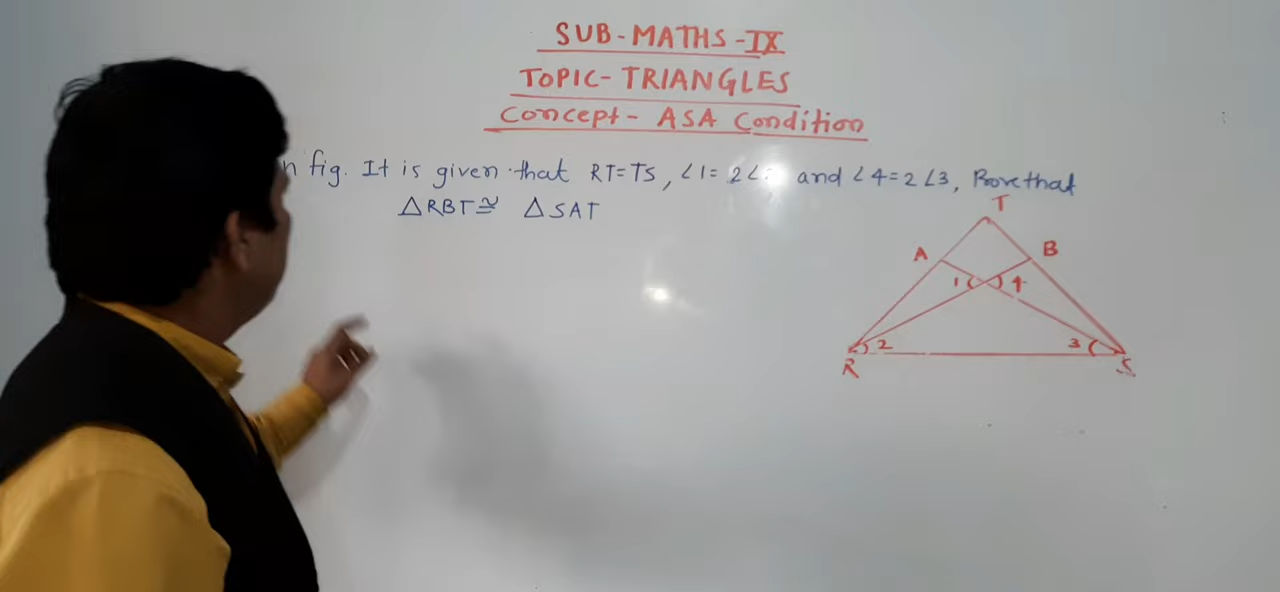 SUB-MATHS-IX
TOPIC-TRIANGLES
Concept- ASA Condition
n fig. It is given that RT=TS, ∠1=2∠ and ∠4=2∠3, Prove that
△RBT≅ △SAT
T
A
B
1
4
2
3
R
S